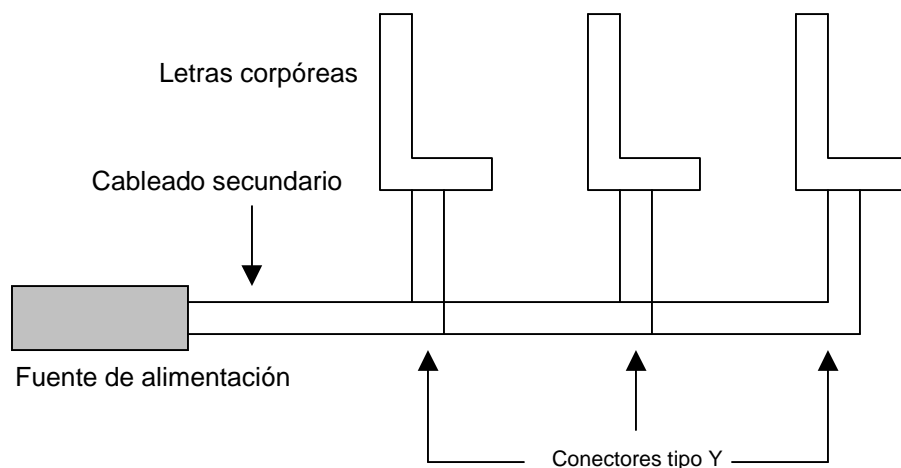 Letras corpóreas
Cableado secundario
Fuente de alimentación
Conectores tipo Y